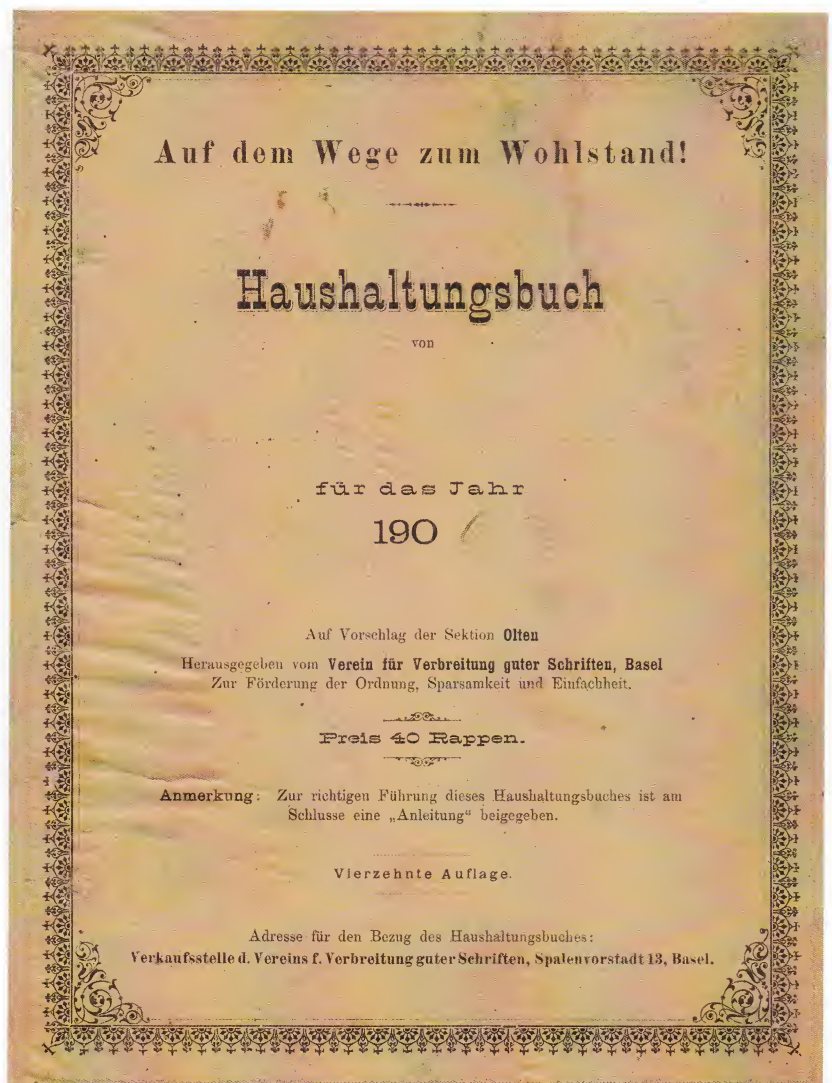 Auf dem Wege zum Wohlstand!
Haushaltungsbuch
von
für das Jahr
190
Auf Vorschlag der Sektion Olten
Herausgegeben vom Verein für Verbreitung guter Schriften, Basel
Zur Förderung der Ordnung, Sparsamkeit und Einfachheit.
Preis 40 Rappen.
Anmerkung: Zur richtigen Führung dieses Haushaltungsbuches ist am
Schlusse eine „Anleitung“ beigegeben.
Vierzehnte Auflage.
Adresse für den Bezug des Haushaltungsbuches:
Verkaufsstelle d. Vereins f. Verbreitung guter Schriften, Spalenvorstadt 13, Basel.